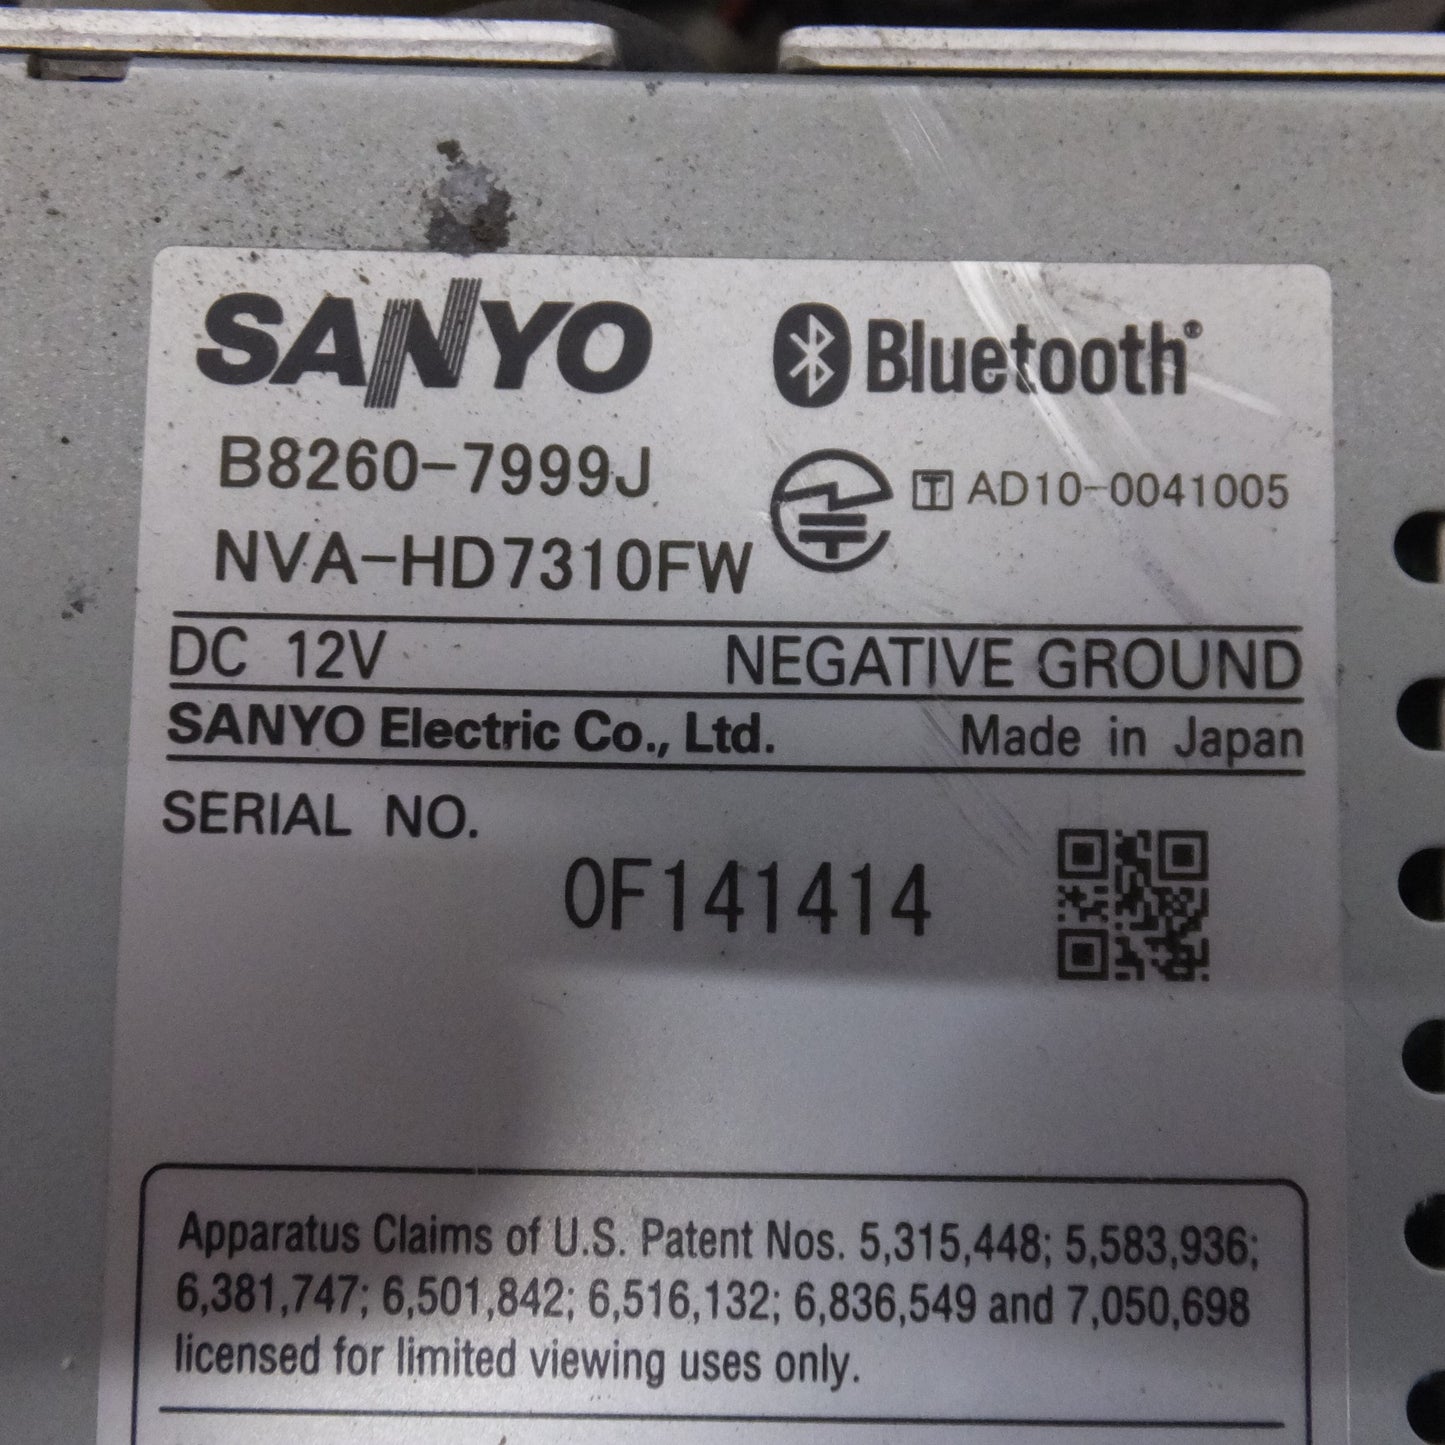 SANYO Bluetooth®
B8260-7999J T AD10-0041005
NVA-HD7310FW
DC 12V NEGATIVE GROUND
SANYO Electric Co., Ltd. Made in Japan
SERIAL NO.
0F141414
Apparatus Claims of U.S. Patent Nos. 5,315,448; 5,583,936;
6,381,747; 6,501,842; 6,516,132; 6,836,549 and 7,050,698
licensed for limited viewing uses only.